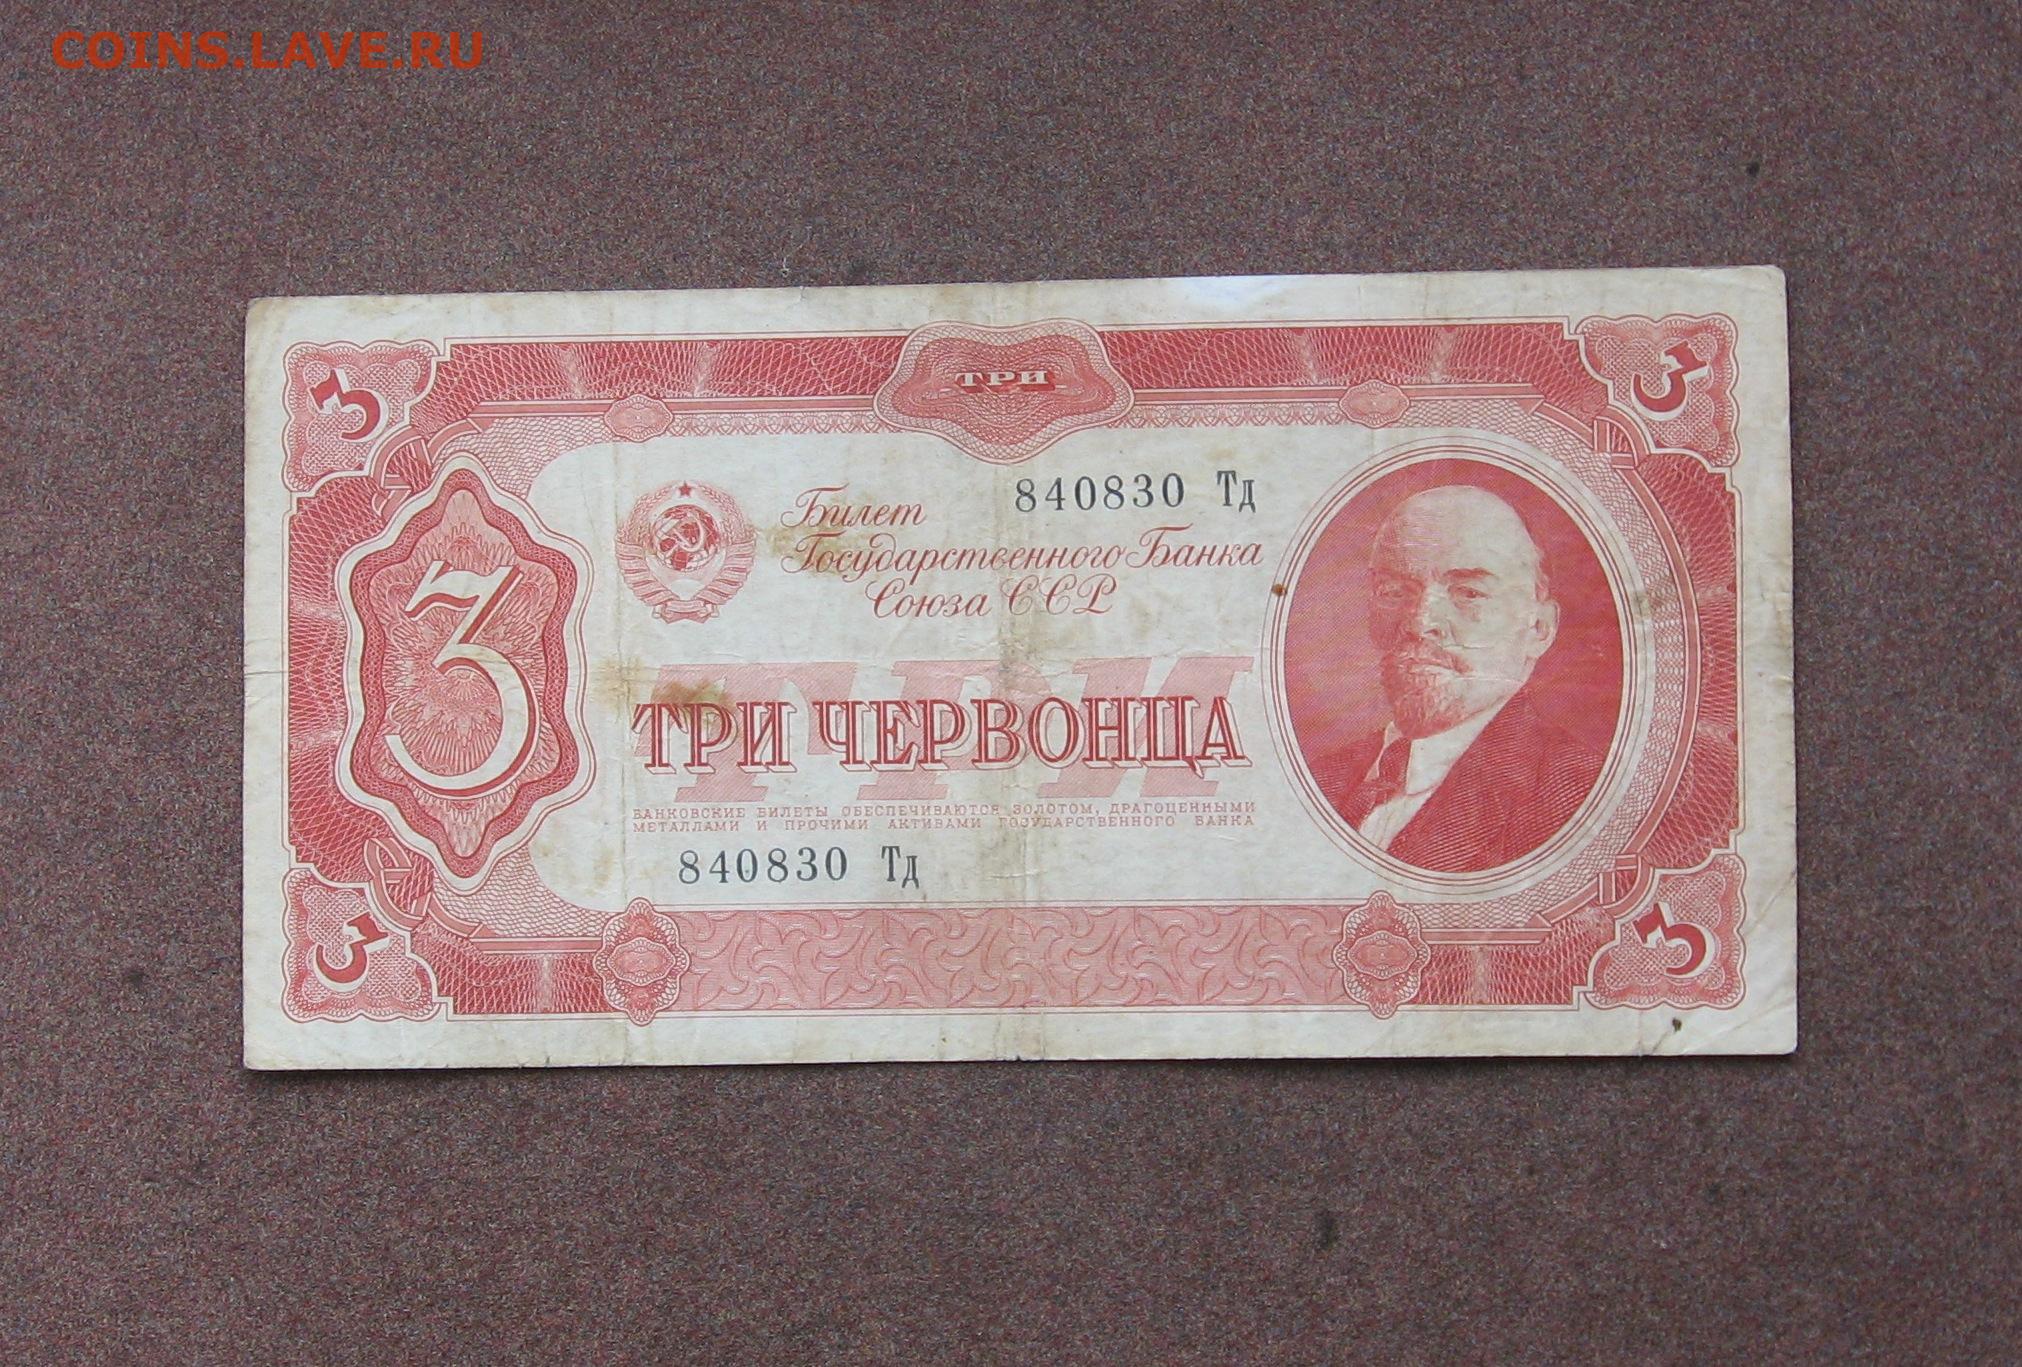 COINS.LAVE.RU
3
ТРИ
3
840830 Тд
Билет
Государственного Банка
Союза ССР
3
ТРИ
ТРИ ЧЕРВОНЦА
БАНКОВСКИЕ БИЛЕТЫ ОБЕСПЕЧИВАЮТСЯ ЗОЛОТОМ, ДРАГОЦЕННЫМИ
МЕТАЛЛАМИ И ПРОЧИМИ АКТИВАМИ ГОСУДАРСТВЕННОГО БАНКА
840830 Тд
3
3